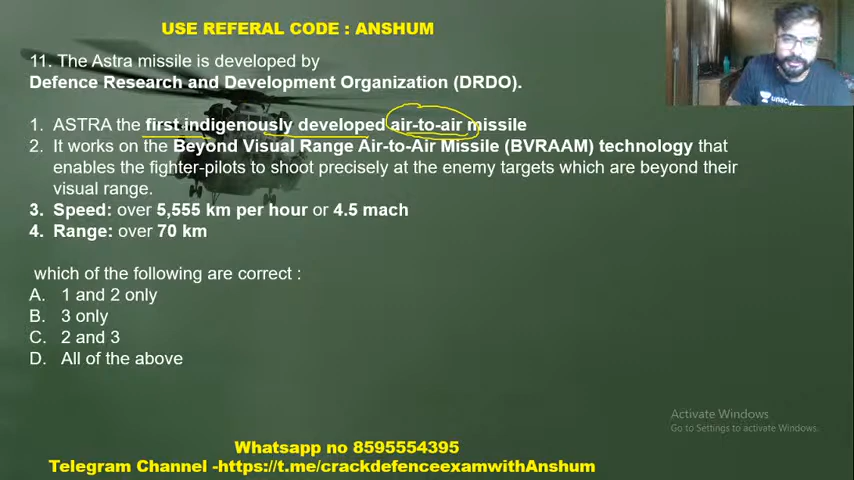 USE REFERAL CODE : ANSHUM
11. The Astra missile is developed by
Defence Research and Development Organization (DRDO).
1. ASTRA the first indigenously developed air-to-air missile
2. It works on the Beyond Visual Range Air-to-Air Missile (BVRAAM) technology that
enables the fighter-pilots to shoot precisely at the enemy targets which are beyond their
visual range.
3. Speed: over 5,555 km per hour or 4.5 mach
4. Range: over 70 km
which of the following are correct :
A. 1 and 2 only
B. 3 only
C. 2 and 3
D. All of the above
Activate Windows
Go to Settings to activate Windows.
Whatsapp no 8595554395
Telegram Channel -https://t.me/crackdefenceexamwithAnshum